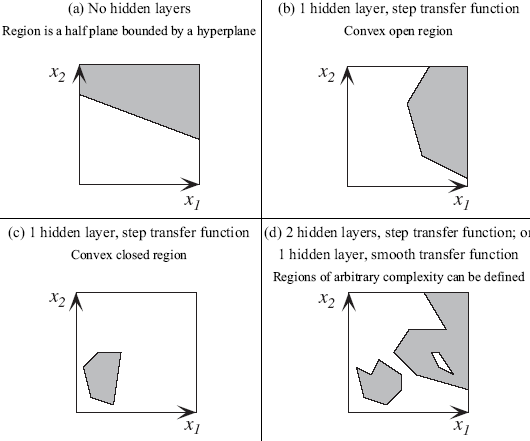 (a) No hidden layers
Region is a half plane bounded by a hyperplane
x2
x1
(b) 1 hidden layer, step transfer function
Convex open region
x2
x1
(c) 1 hidden layer, step transfer function
Convex closed region
x2
x1
(d) 2 hidden layers, step transfer function; or
1 hidden layer, smooth transfer function
Regions of arbitrary complexity can be defined
x2
x1